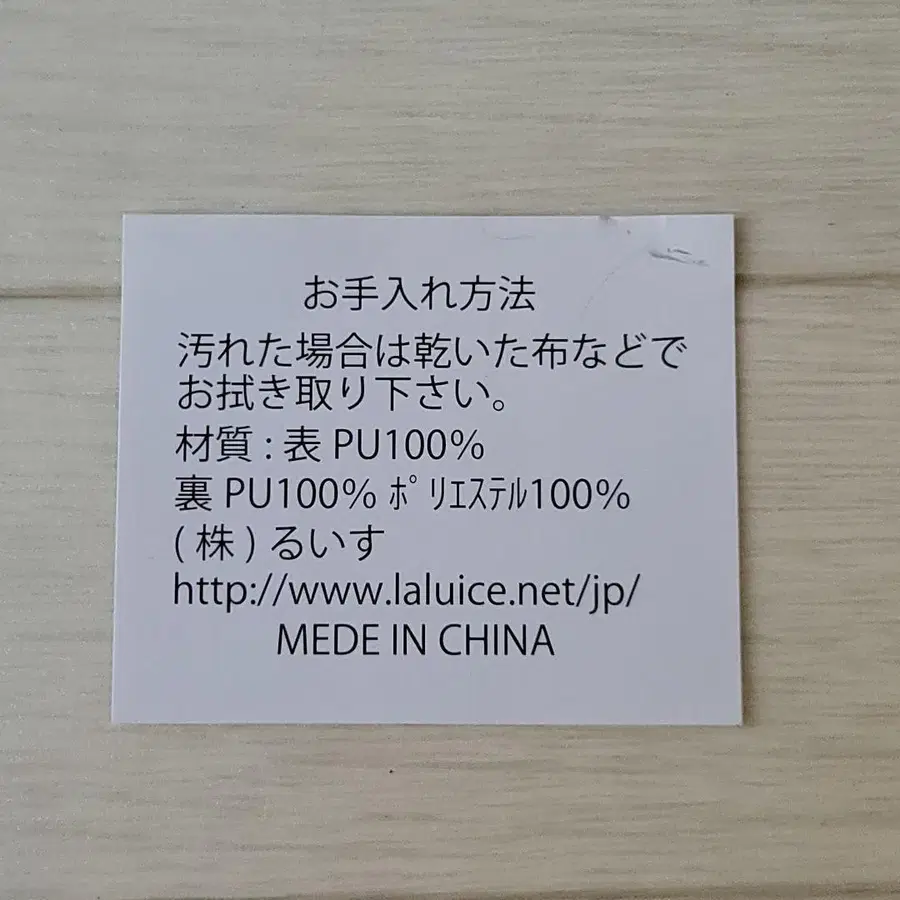 お手入れ方法
汚れた場合は乾いた布などで
お拭き取り下さい。
材質 : 表 PU100%
裏 PU100% ﾎﾟﾘｴｽﾃﾙ100%
( 株 ) るいす
http://www.laluice.net/jp/
MEDE IN CHINA